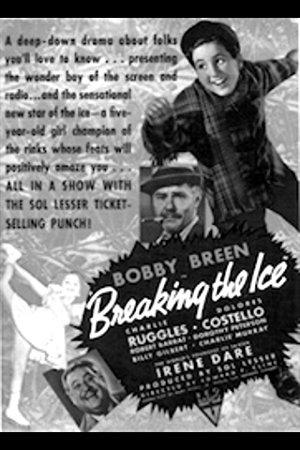 A deep-down drama about folks
you'll love to know . . . presenting
the wonder boy of the screen and
radio...and the sensational
new star of the ice—a five-
year-old girl champion of
the rinks whose feats will
positively amaze you ...
ALL IN A SHOW WITH
THE SOL LESSER TICKET-
SELLING PUNCH!
BOBBY BREEN
in
Breaking the Ice
CHARLIE DOLORES
RUGGLES · COSTELLO
ROBERT BARRAT · DOROTHY PETERSON
BILLY GILBERT · CHARLIE MURRAY
IRENE DARE
PRODUCED BY SOL LESSER
RKO